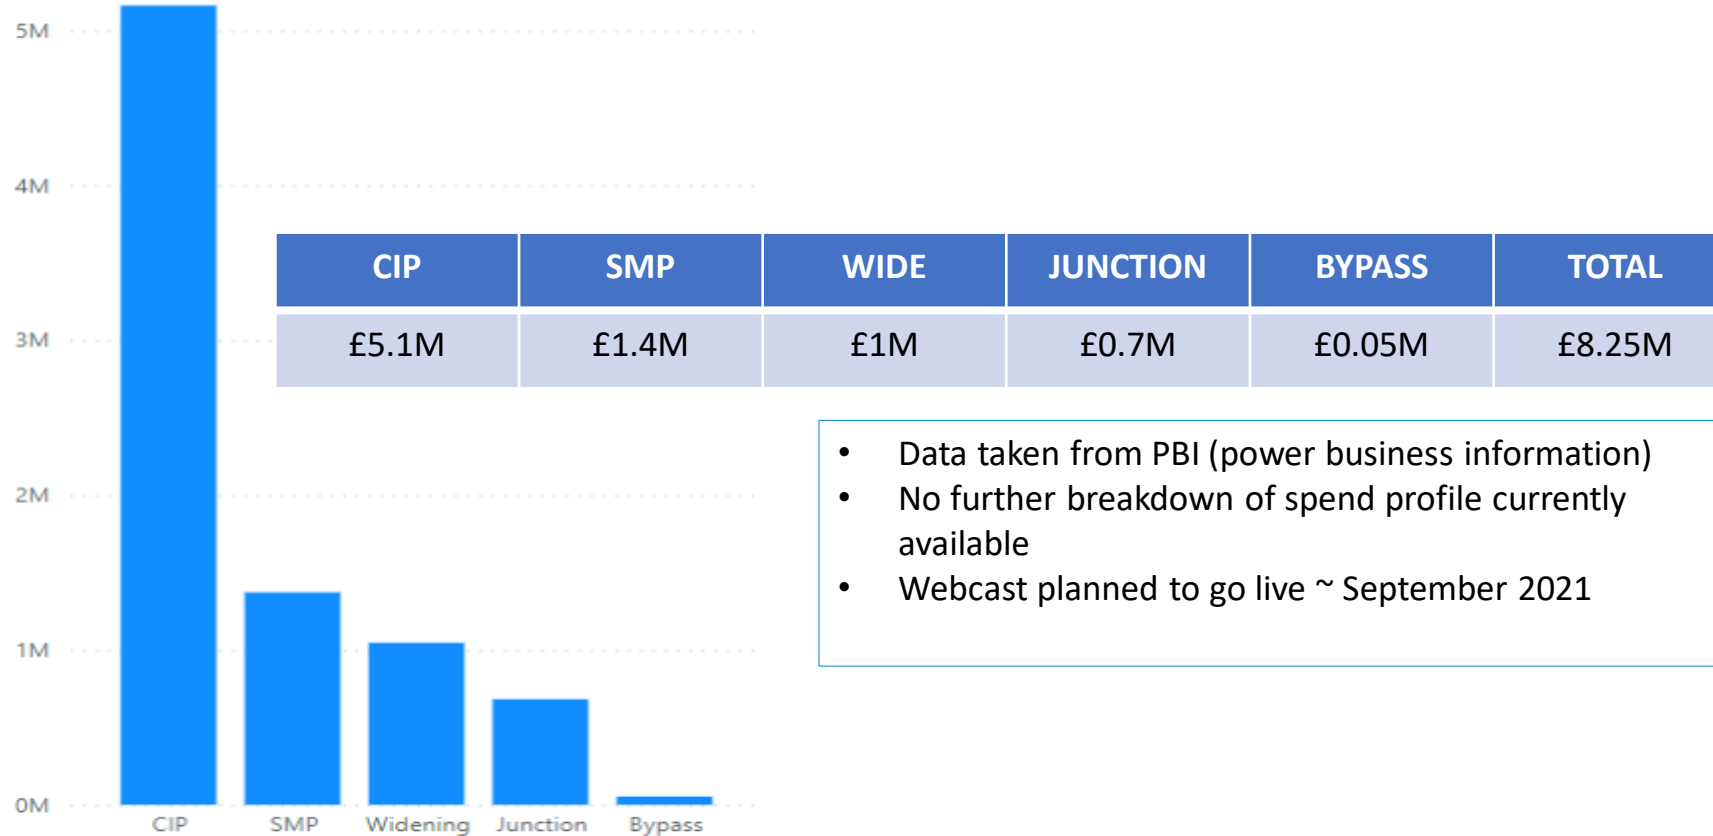 5M
4M
3M
2M
1M
0M
CIP SMP Widening Junction Bypass
CIP SMP WIDE JUNCTION BYPASS TOTAL
£5.1M £1.4M £1M £0.7M £0.05M £8.25M
• Data taken from PBI (power business information)
• No further breakdown of spend profile currently
available
• Webcast planned to go live ~ September 2021